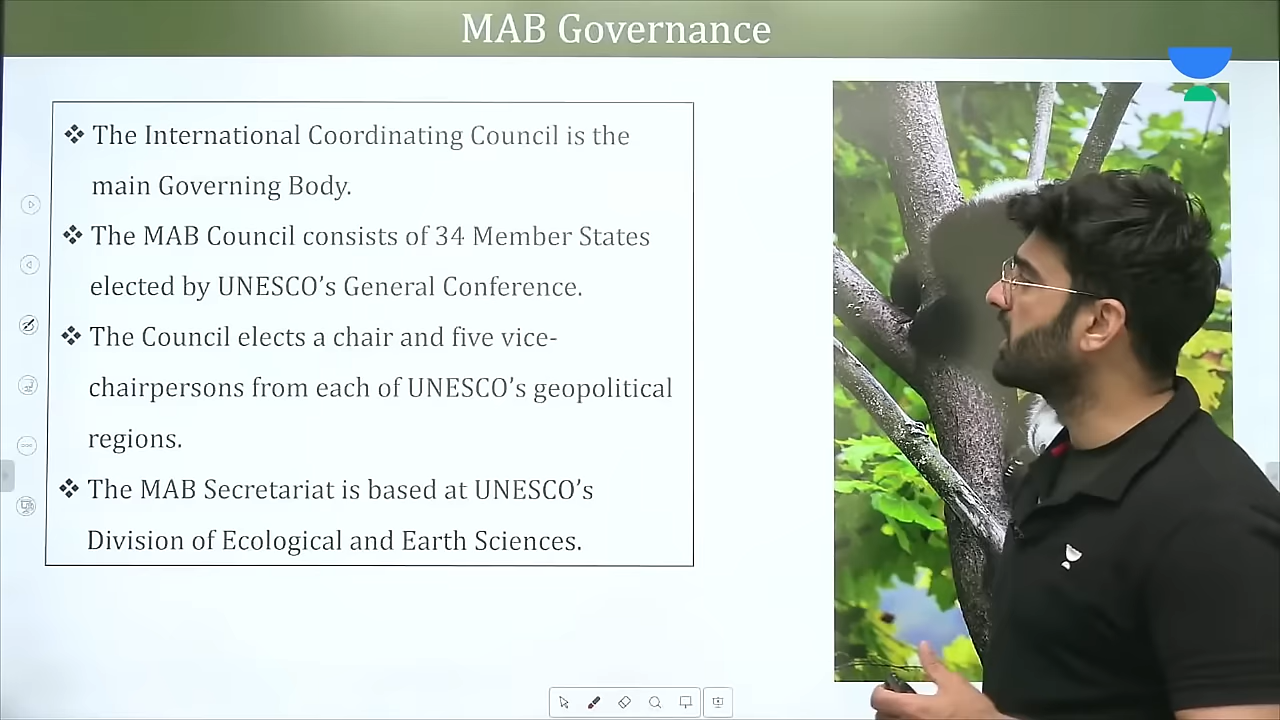 MAB Governance
❖ The International Coordinating Council is the
main Governing Body.
❖ The MAB Council consists of 34 Member States
elected by UNESCO’s General Conference.
❖ The Council elects a chair and five vice-
chairpersons from each of UNESCO’s geopolitical
regions.
❖ The MAB Secretariat is based at UNESCO’s
Division of Ecological and Earth Sciences.